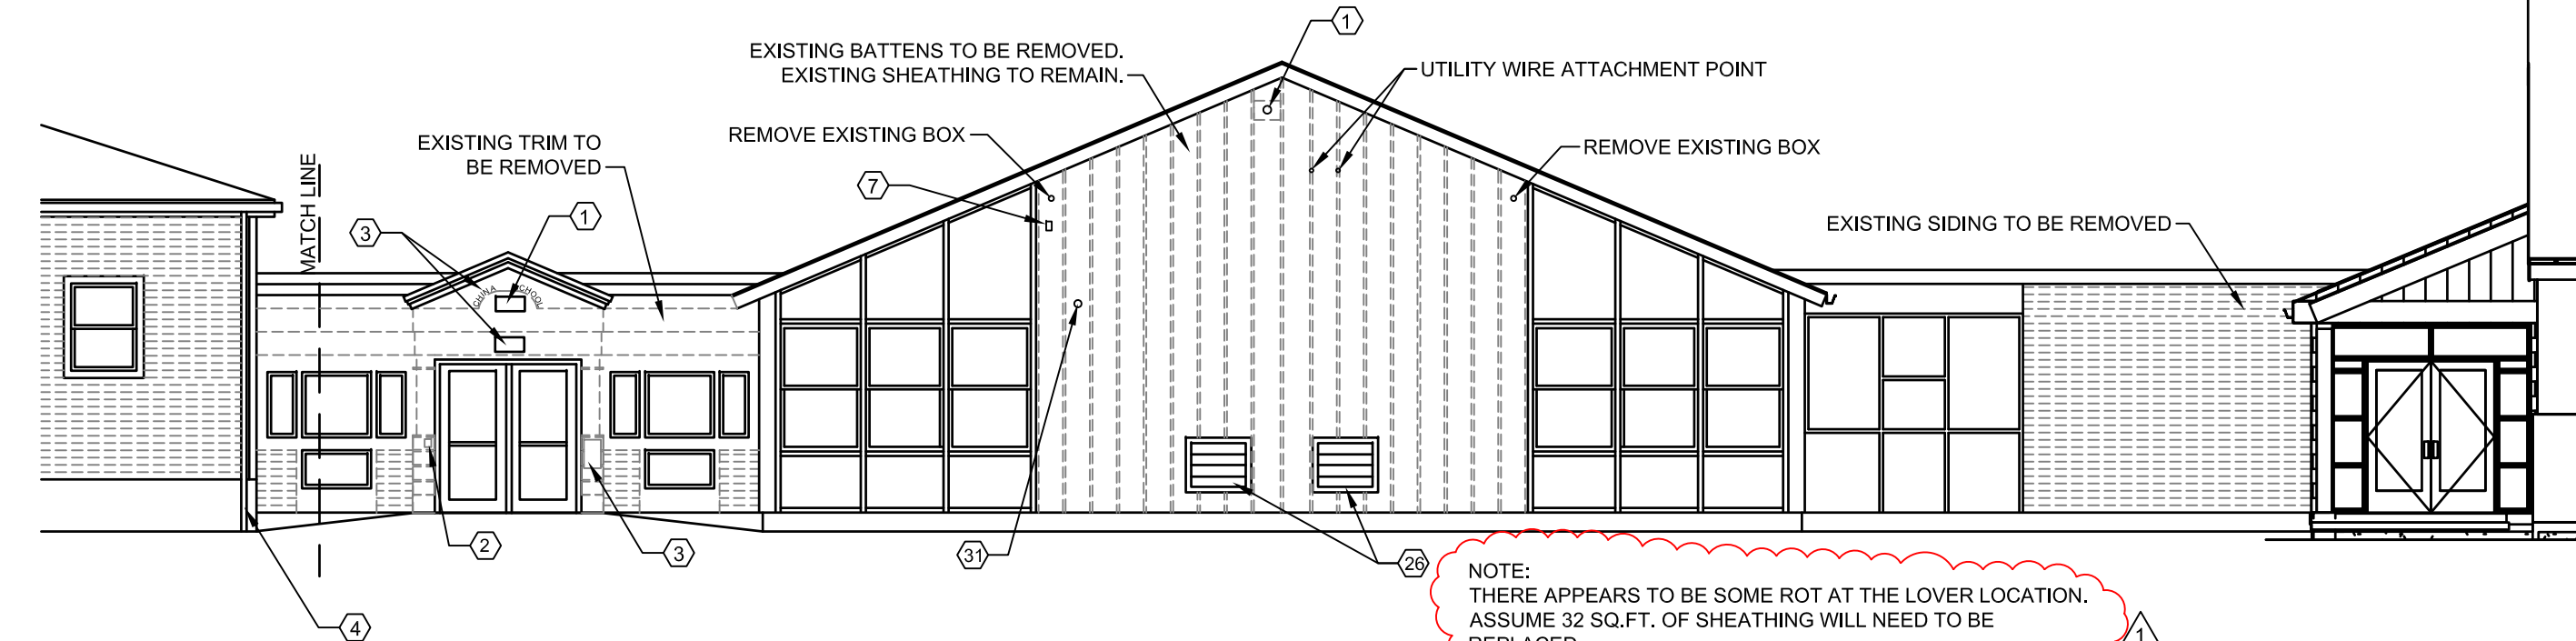 1
EXISTING BATTENS TO BE REMOVED.
EXISTING SHEATHING TO REMAIN.
UTILITY WIRE ATTACHMENT POINT
EXISTING TRIM TO
BE REMOVED
REMOVE EXISTING BOX
REMOVE EXISTING BOX
MATCH LINE
7
3
1
EXISTING SIDING TO BE REMOVED
CHINA
CHOOL
2
3
31
26
4
NOTE:
THERE APPEARS TO BE SOME ROT AT THE LOVER LOCATION.
ASSUME 32 SQ.FT. OF SHEATHING WILL NEED TO BE
REPLACED
1